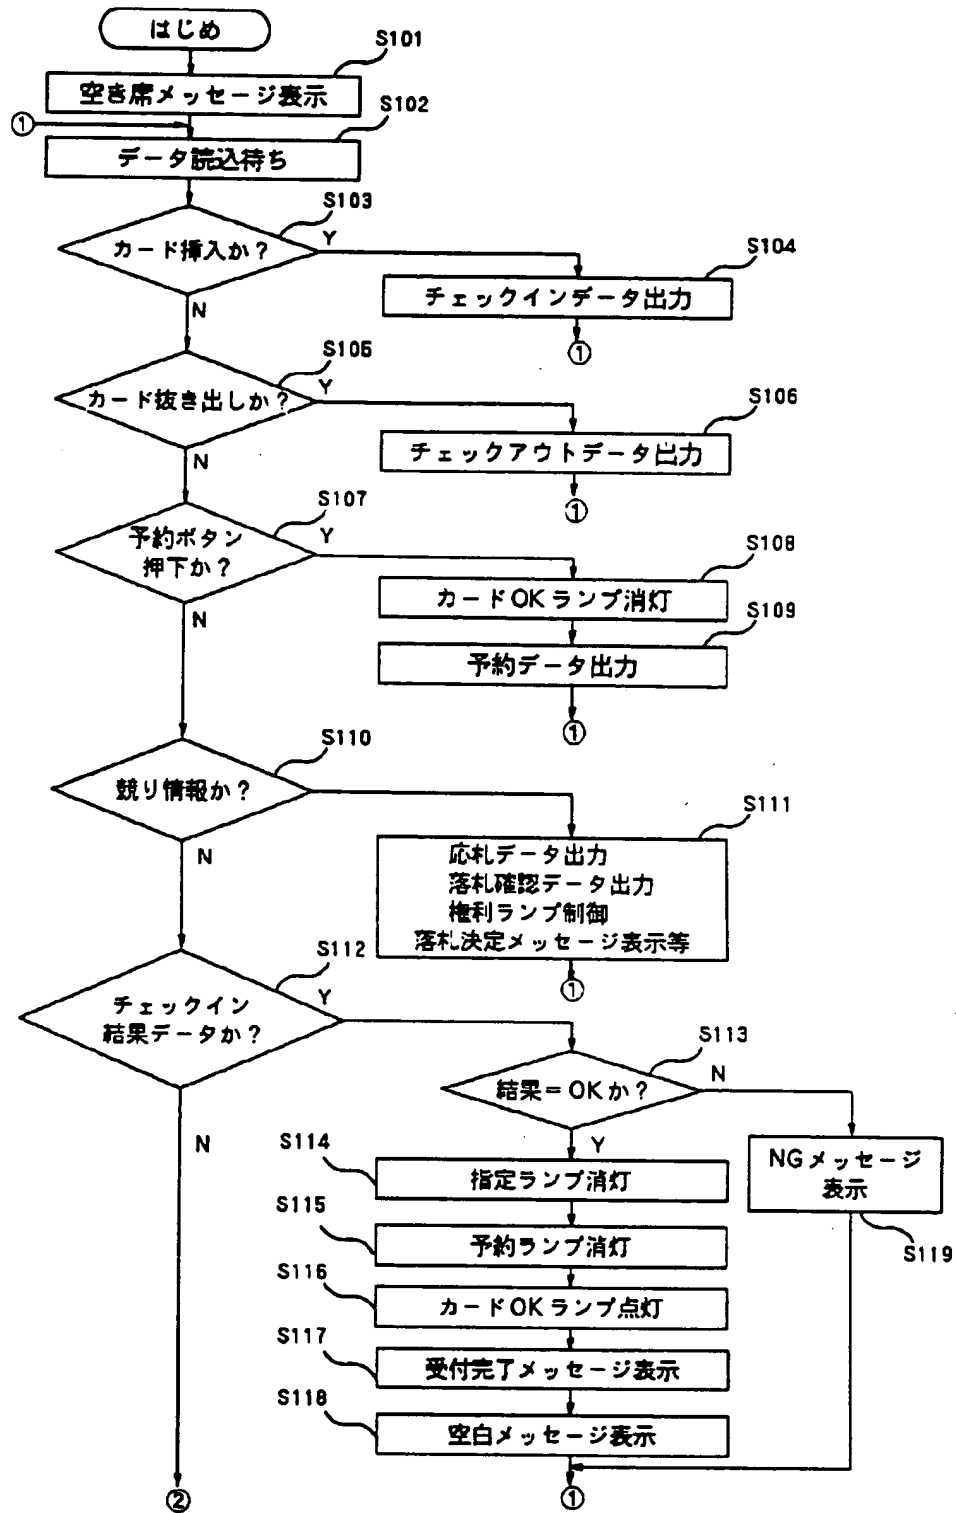 はじめ
S101
空き席メッセージ表示
S102
①
データ読込待ち
S103
カード挿入か?
Y
S104
チェックインデータ出力
N
①
S105
カード抜き出しか?
Y
S106
チェックアウトデータ出力
N
①
S107
予約ボタン
押下か?
Y
S108
カードOKランプ消灯
N
S109
予約データ出力
①
S110
競り情報か?
S111
N
応札データ出力
落札確認データ出力
権利ランプ制御
落札決定メッセージ表示等
①
S112
チェックイン
結果データか?
Y
S113
結果=OKか?
N
N
Y
S114
指定ランプ消灯
NGメッセージ
表示
S119
S115
予約ランプ消灯
S116
カードOKランプ点灯
S117
受付完了メッセージ表示
S118
空白メッセージ表示
②
①